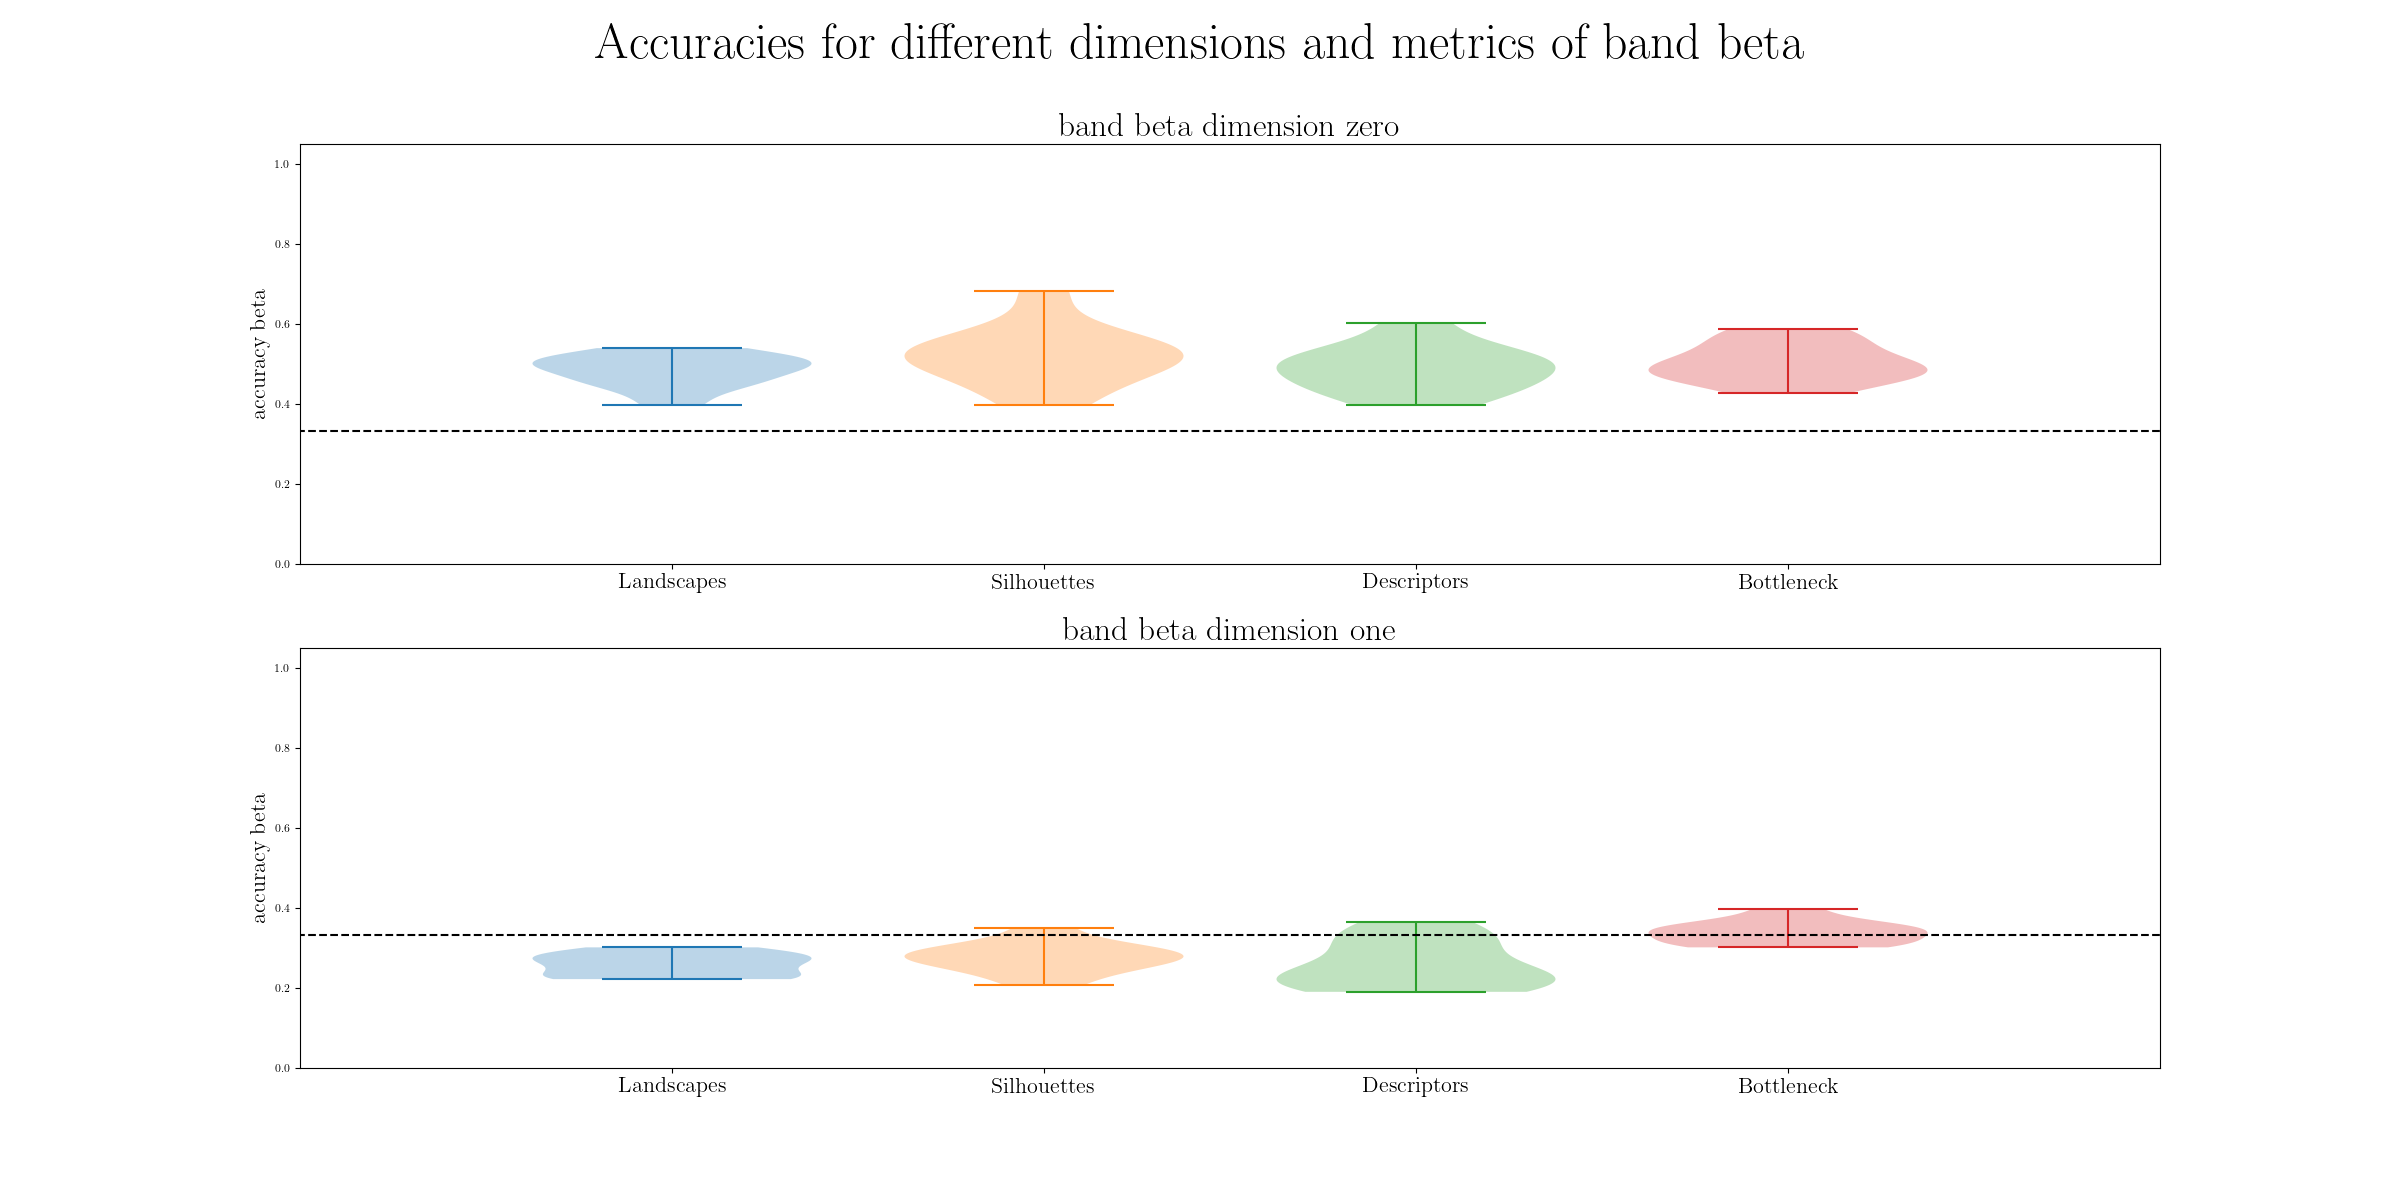 Accuracies for different dimensions and metrics of band beta
band beta dimension zero
1.0
0.8
0.6
0.4
0.2
0.0
accuracy beta
Landscapes Silhouettes Descriptors Bottleneck
band beta dimension one
1.0
0.8
0.6
0.4
0.2
0.0
accuracy beta
Landscapes Silhouettes Descriptors Bottleneck